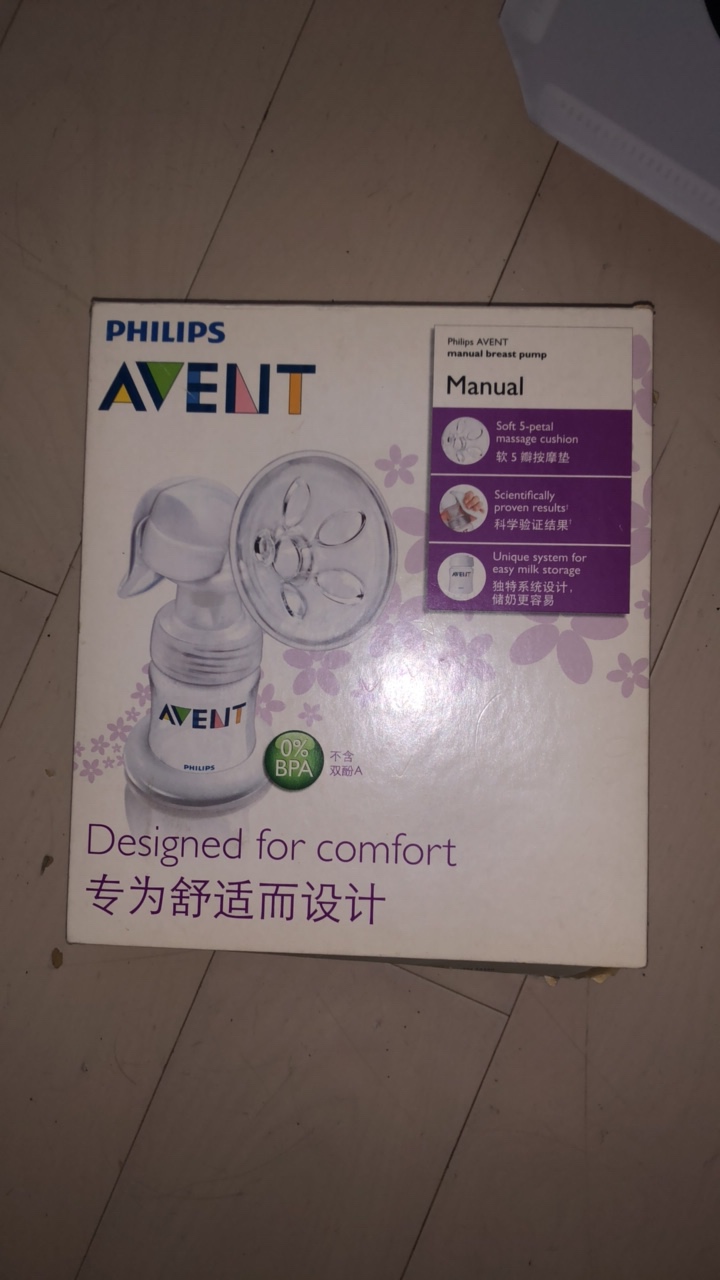 PHILIPS
AVENT
Philips AVENT
manual breast pump
Manual
Soft 5-petal
massage cushion
软 5 瓣按摩垫
Scientifically
proven results†
科学验证结果†
AVENT
Unique system for
easy milk storage
独特系统设计，
储奶更容易
AVENT
PHILIPS
0%
BPA
不含
双酚A
Designed for comfort
专为舒适而设计